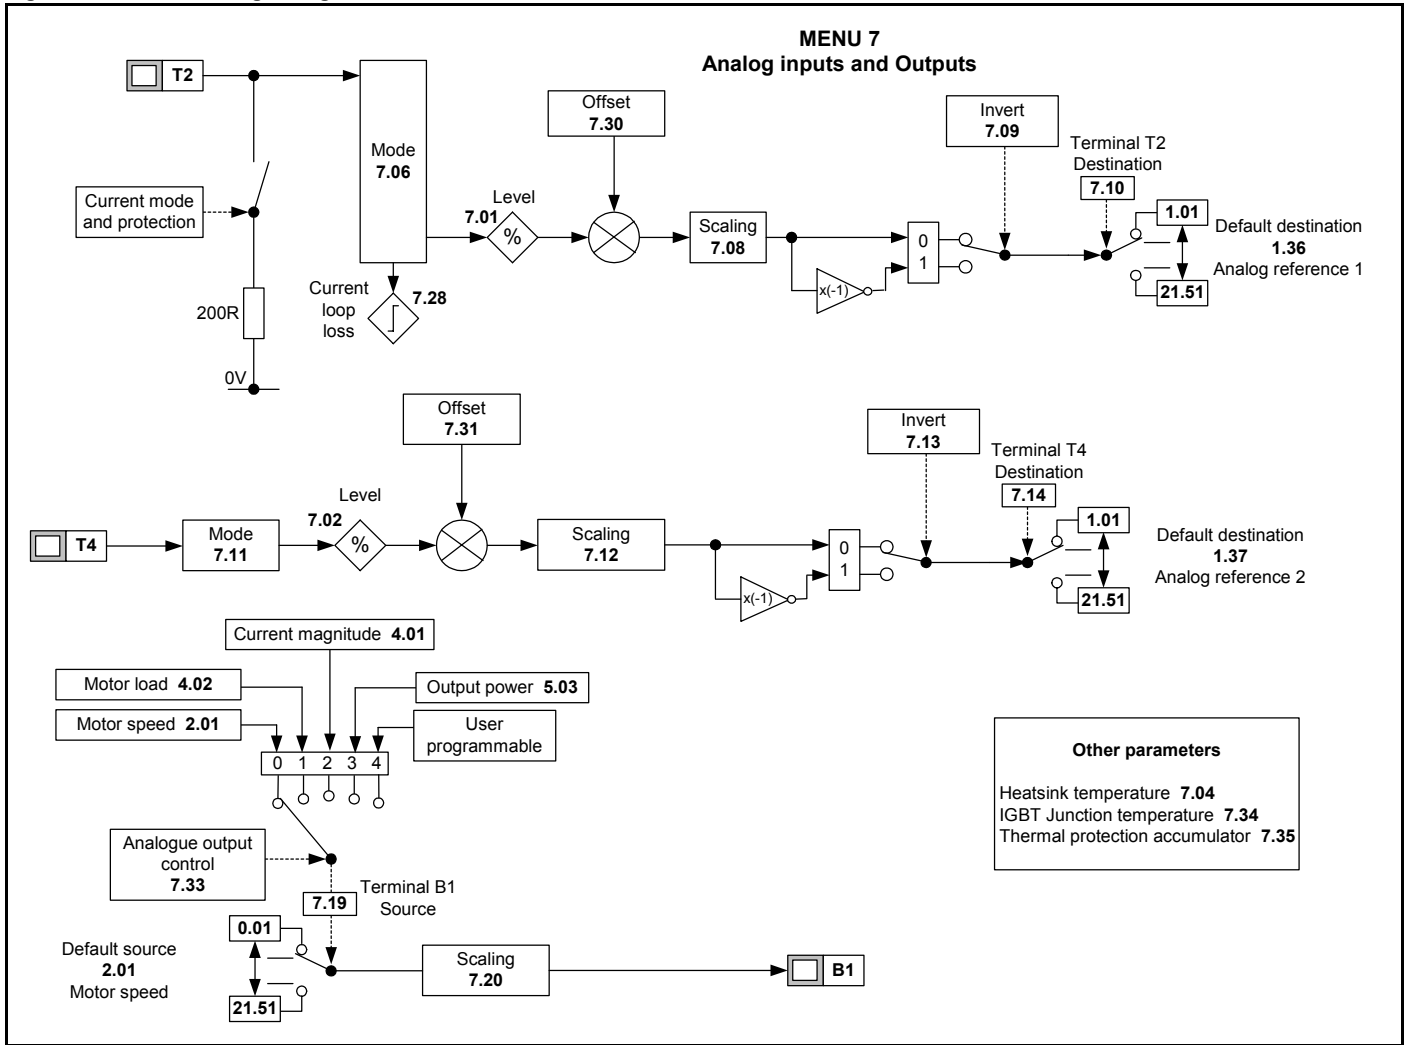 MENU 7
Analog inputs and Outputs
T2
Mode
7.06
Current mode
and protection
200R
0V
Current
loop
loss
7.28
Level
7.01
%
Offset
7.30
Scaling
7.08
x(-1)
0
1
Invert
7.09
Terminal T2
Destination
7.10
1.01
21.51
Default destination
1.36
Analog reference 1
T4
Mode
7.11
Level
7.02
%
Offset
7.31
Scaling
7.12
x(-1)
0
1
Invert
7.13
Terminal T4
Destination
7.14
1.01
21.51
Default destination
1.37
Analog reference 2
Current magnitude 4.01
Motor load 4.02
Motor speed 2.01
Output power 5.03
User
programmable
0 1 2 3 4
Analogue output
control
7.33
Terminal B1
Source
7.19
0.01
21.51
Default source
2.01
Motor speed
Scaling
7.20
B1
Other parameters
Heatsink temperature 7.04
IGBT Junction temperature 7.34
Thermal protection accumulator 7.35